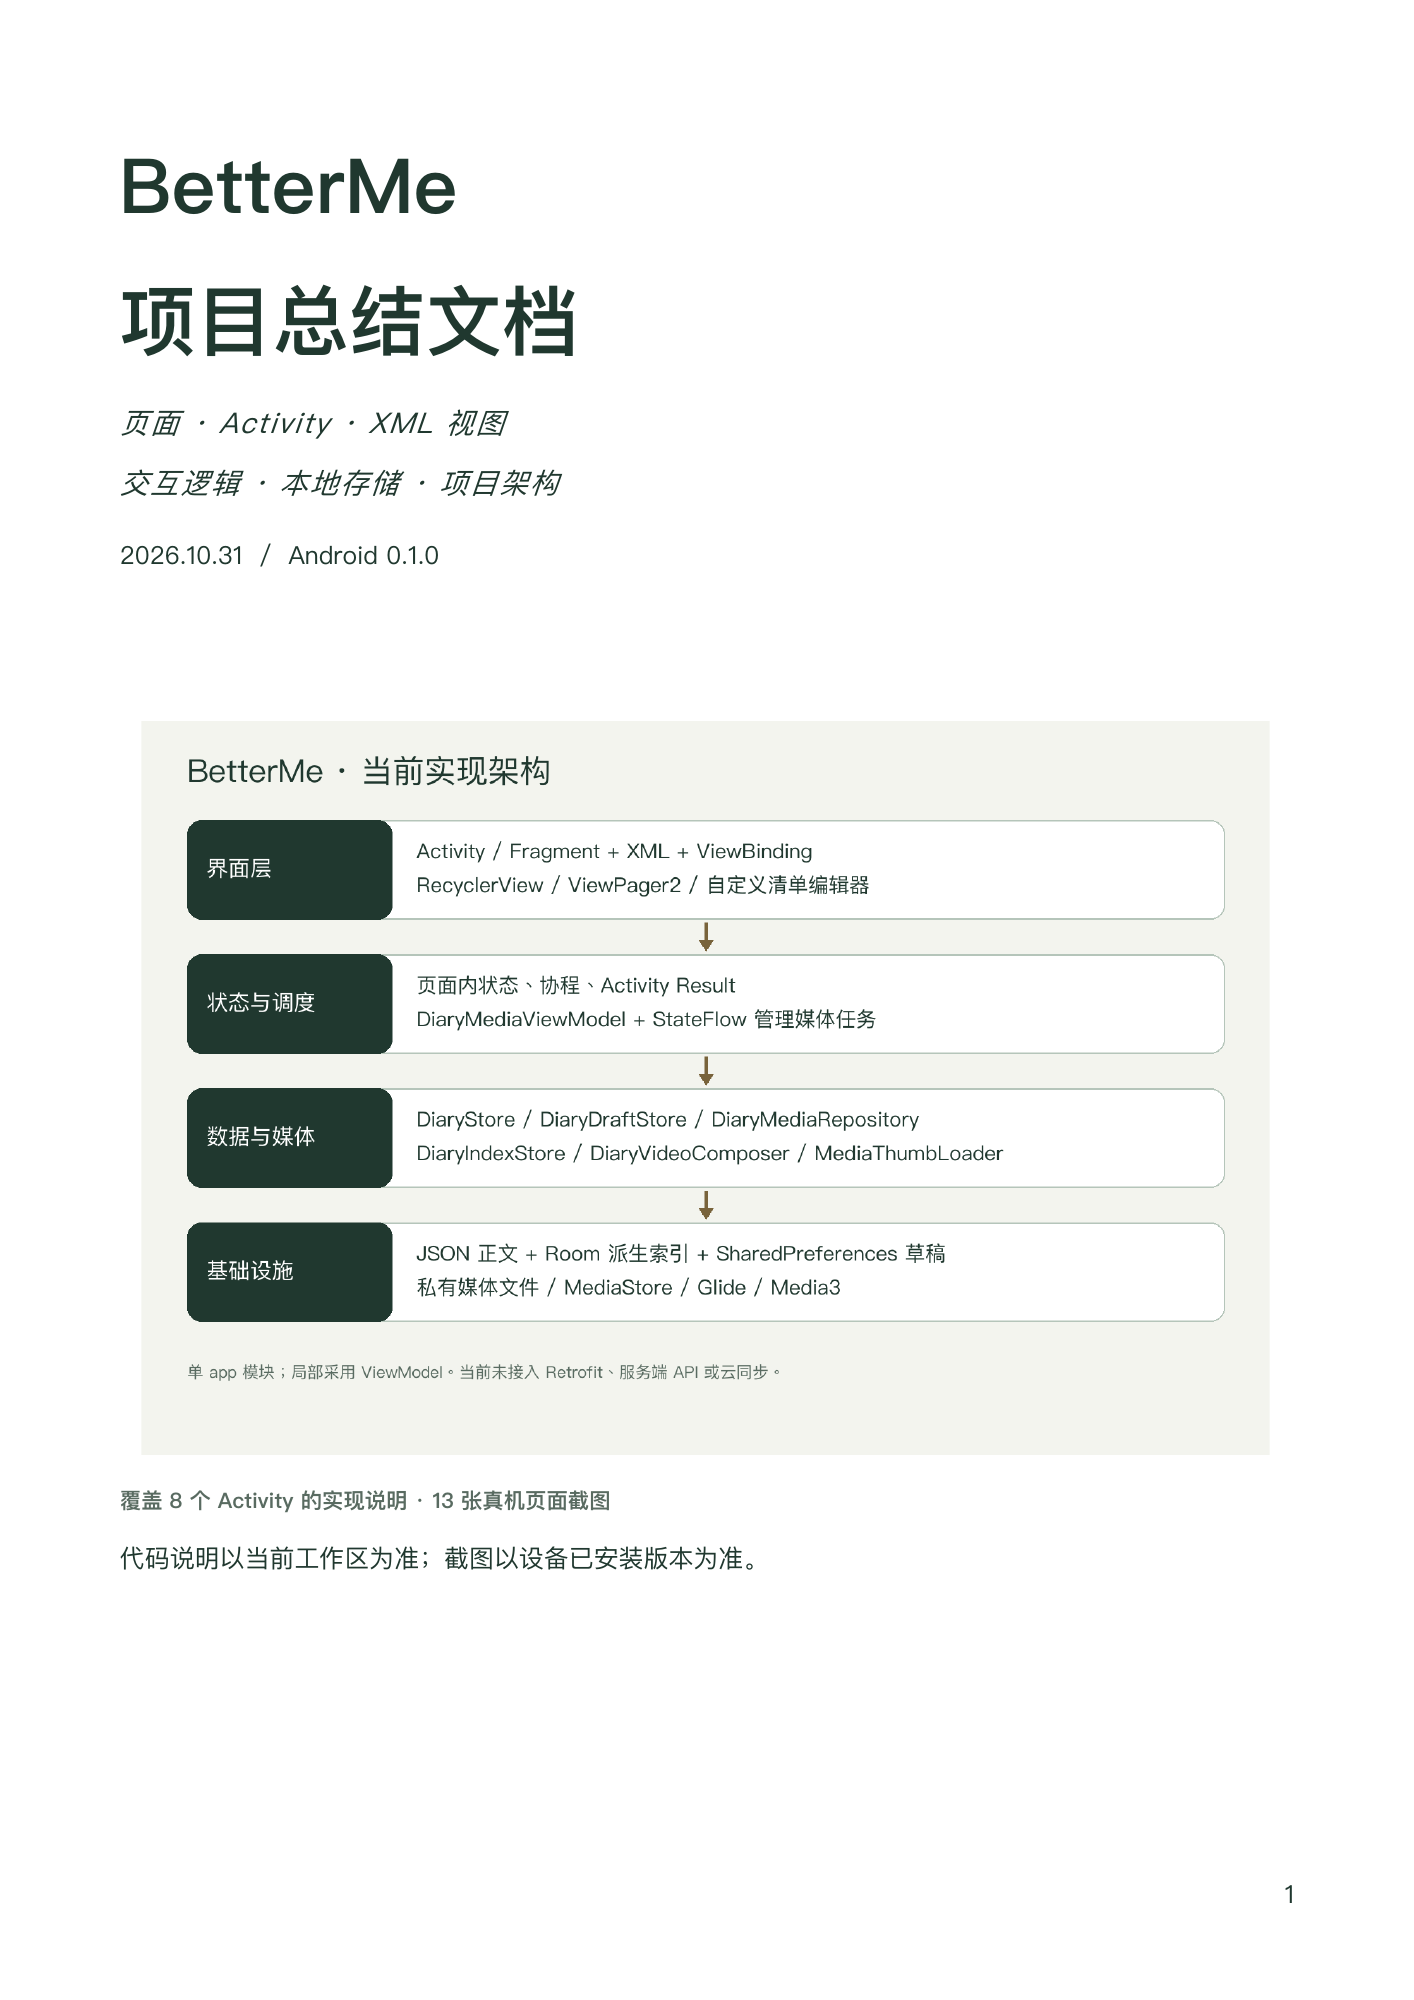 BetterMe
项目总结文档
页面 · Activity · XML 视图
交互逻辑 · 本地存储 · 项目架构
2026.10.31 / Android 0.1.0
BetterMe · 当前实现架构
界面层
Activity / Fragment + XML + ViewBinding
RecyclerView / ViewPager2 / 自定义清单编辑器
状态与调度
页面内状态、协程、Activity Result
DiaryMediaViewModel + StateFlow 管理媒体任务
数据与媒体
DiaryStore / DiaryDraftStore / DiaryMediaRepository
DiaryIndexStore / DiaryVideoComposer / MediaThumbLoader
基础设施
JSON 正文 + Room 派生索引 + SharedPreferences 草稿
私有媒体文件 / MediaStore / Glide / Media3
单 app 模块；局部采用 ViewModel。当前未接入 Retrofit、服务端 API 或云同步。
覆盖 8 个 Activity 的实现说明 · 13 张真机页面截图
代码说明以当前工作区为准；截图以设备已安装版本为准。
1